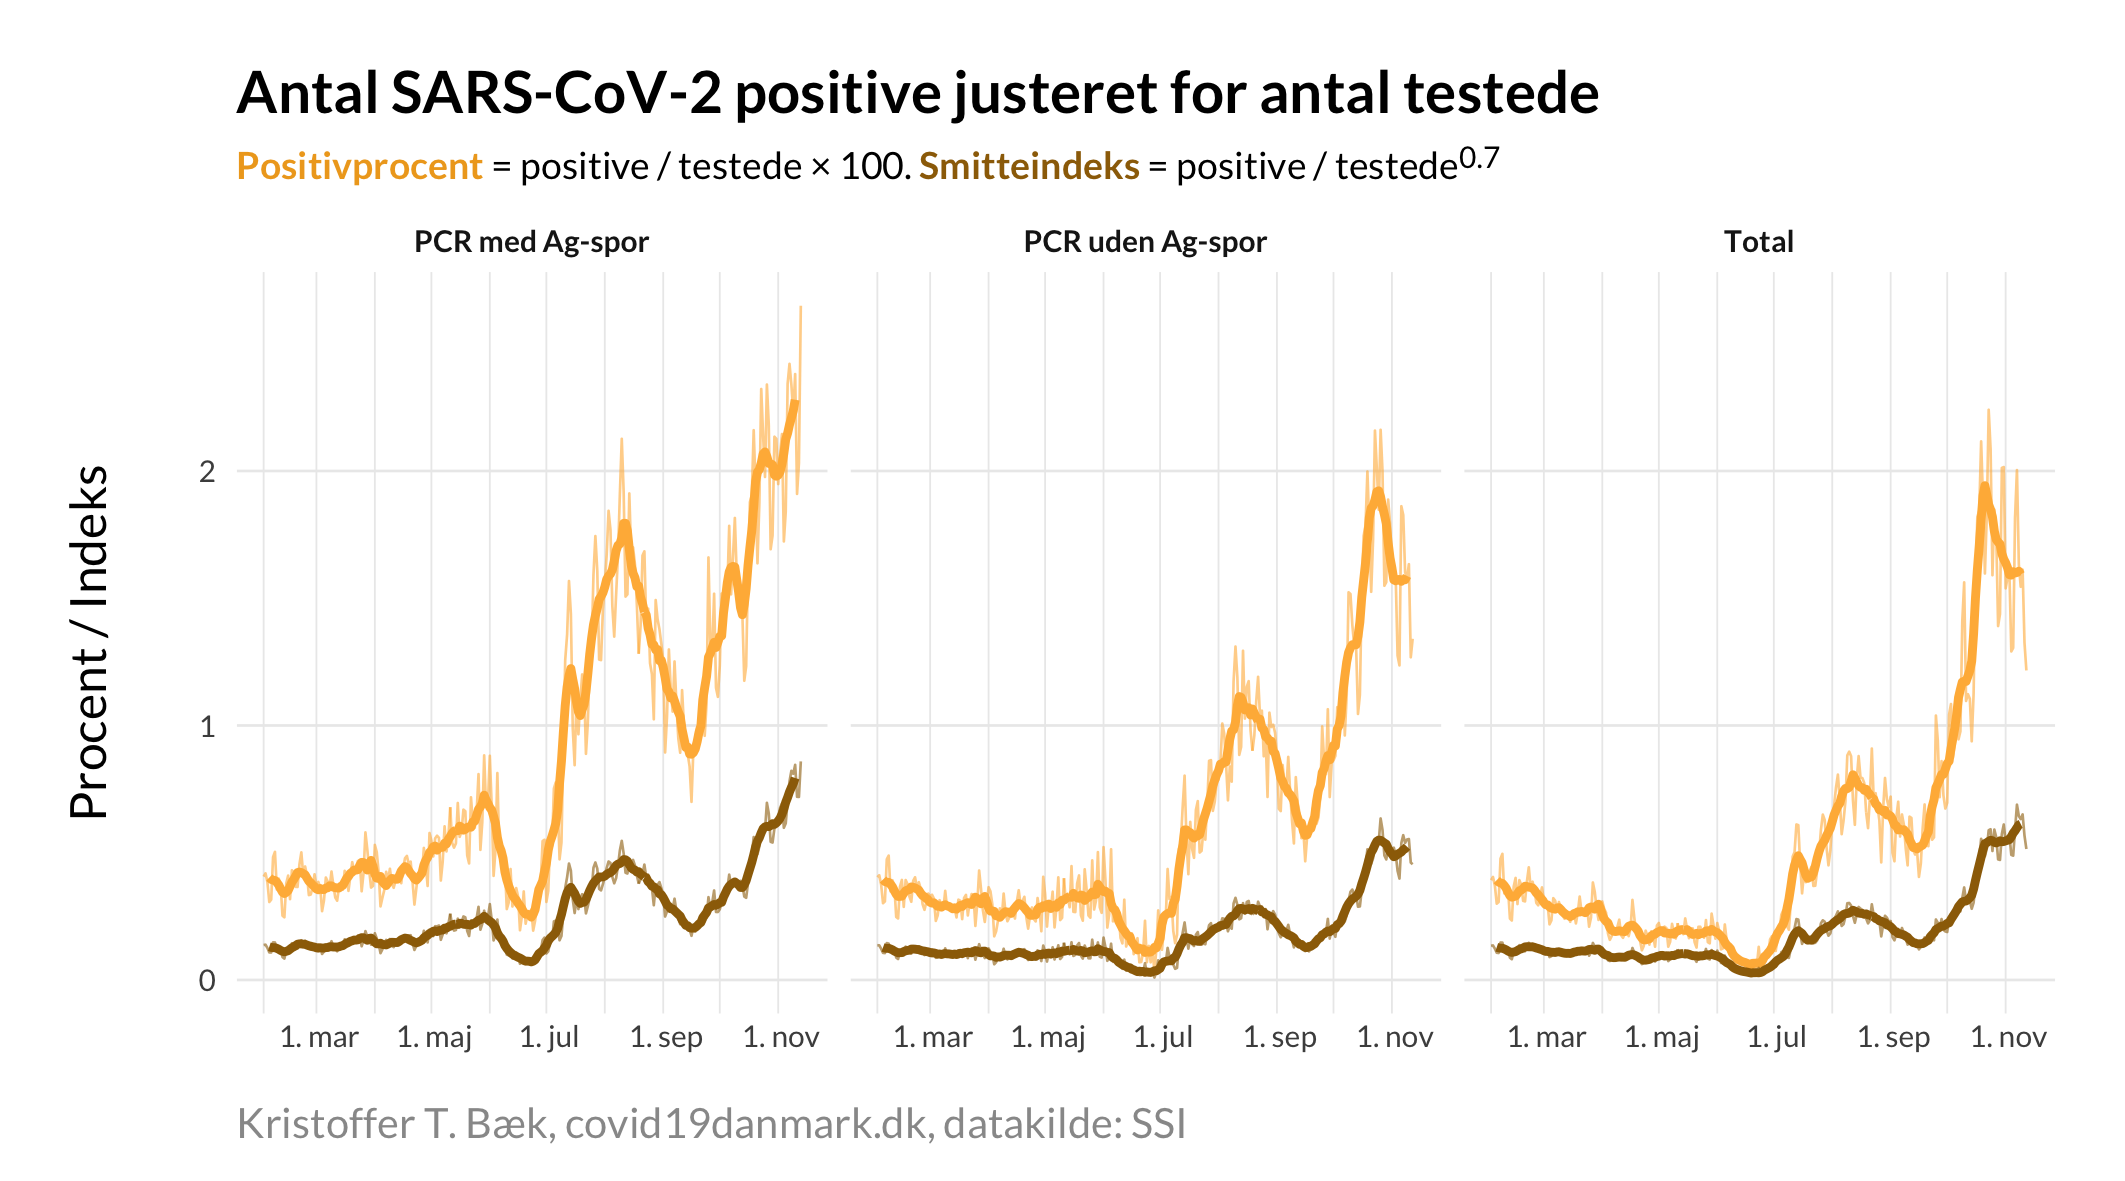 Antal SARS-CoV-2 positive justeret for antal testede
Positivprocent = positive / testede × 100. Smitteindeks = positive / testede^0.7
PCR med Ag-spor
PCR uden Ag-spor
Total
Procent / Indeks
2
1
0
1. mar 1. maj 1. jul 1. sep 1. nov
1. mar 1. maj 1. jul 1. sep 1. nov
1. mar 1. maj 1. jul 1. sep 1. nov
Kristoffer T. Bæk, covid19danmark.dk, datakilde: SSI